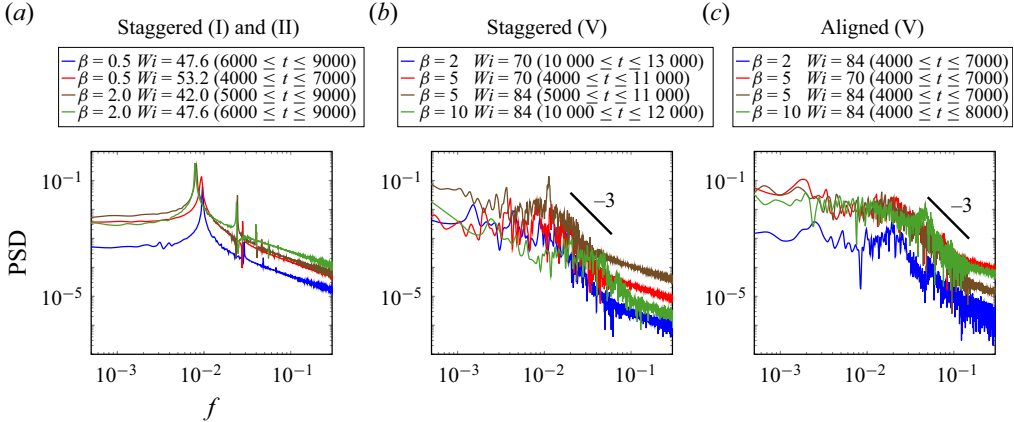 (a)
Staggered (I) and (II)
β = 0.5 Wi = 47.6 (6000 ≤ t ≤ 9000)
β = 0.5 Wi = 53.2 (4000 ≤ t ≤ 7000)
β = 2.0 Wi = 42.0 (5000 ≤ t ≤ 9000)
β = 2.0 Wi = 47.6 (6000 ≤ t ≤ 9000)
PSD
10⁻¹
10⁻⁵
10⁻³
10⁻²
10⁻¹
f
(b)
Staggered (V)
β = 2 Wi = 70 (10 000 ≤ t ≤ 13 000)
β = 5 Wi = 70 (4000 ≤ t ≤ 11 000)
β = 5 Wi = 84 (5000 ≤ t ≤ 11 000)
β = 10 Wi = 84 (10 000 ≤ t ≤ 12 000)
10⁻¹
10⁻⁵
−3
10⁻³
10⁻²
10⁻¹
(c)
Aligned (V)
β = 2 Wi = 84 (4000 ≤ t ≤ 7000)
β = 5 Wi = 70 (4000 ≤ t ≤ 7000)
β = 5 Wi = 84 (4000 ≤ t ≤ 7000)
β = 10 Wi = 84 (4000 ≤ t ≤ 8000)
10⁻¹
10⁻⁵
−3
10⁻³
10⁻²
10⁻¹